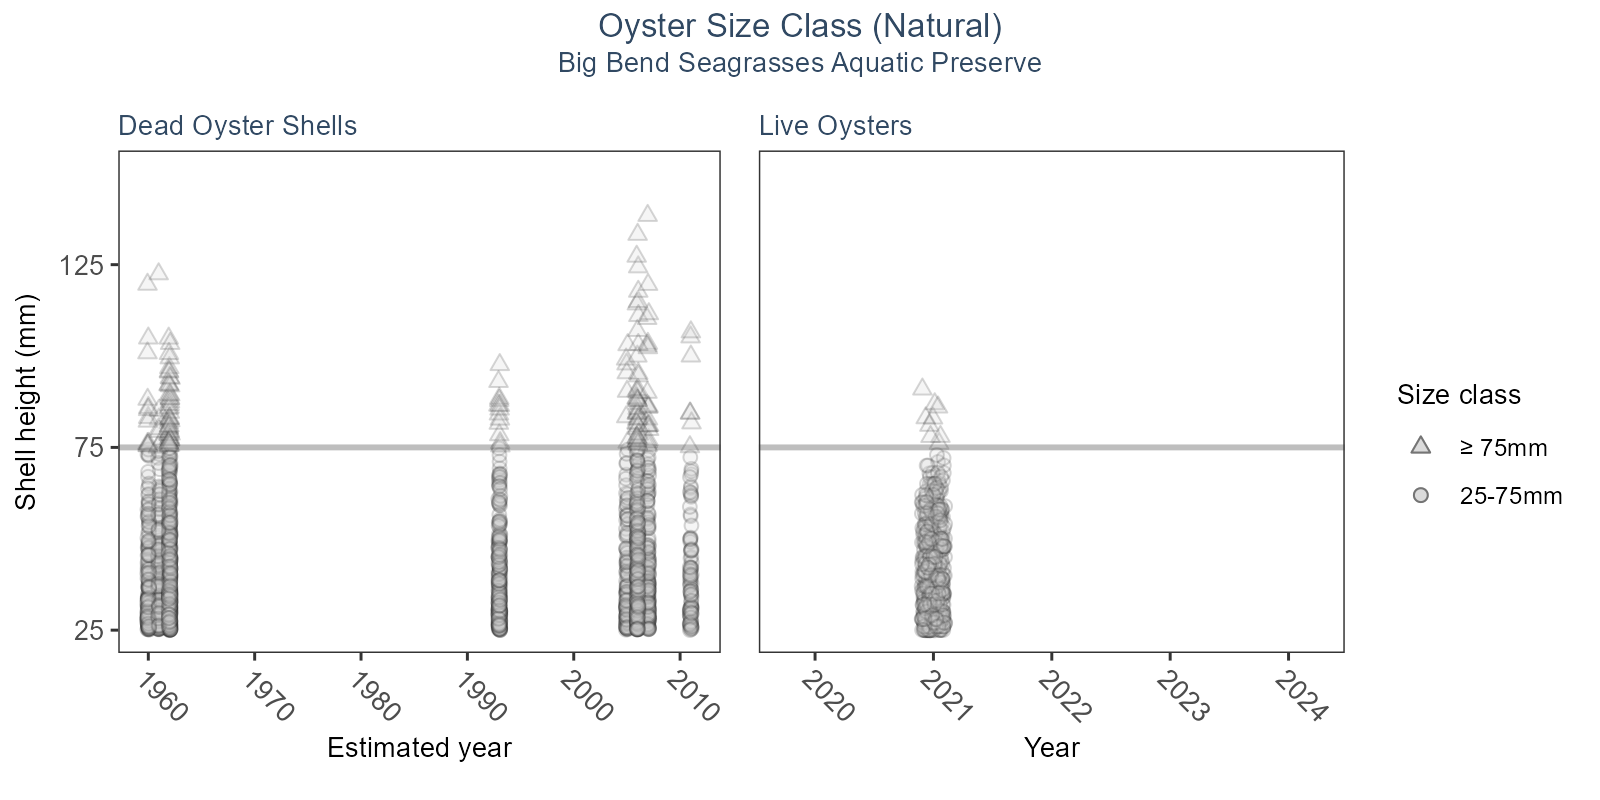 Oyster Size Class (Natural)
Big Bend Seagrasses Aquatic Preserve
Dead Oyster Shells
Live Oysters
Shell height (mm)
125
75
25
1960 1970 1980 1990 2000 2010
Estimated year
2020 2021 2022 2023 2024
Year
Size class
≥ 75mm
25-75mm